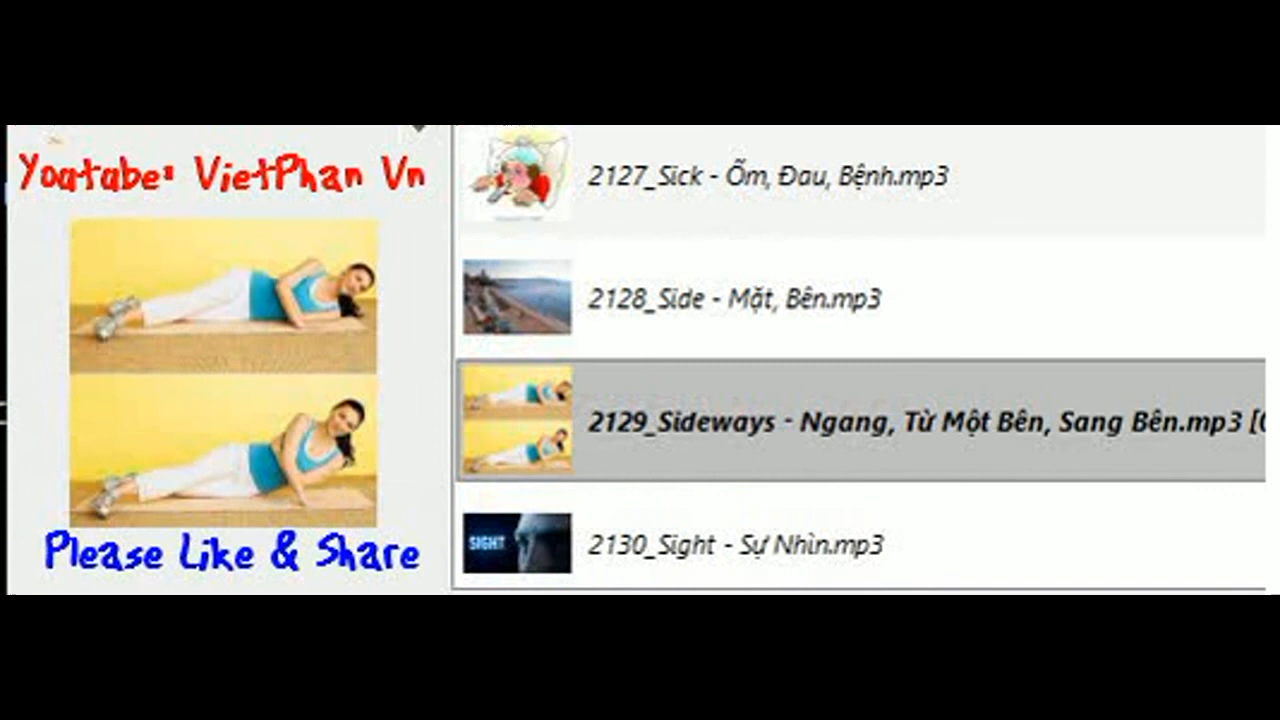 Youtube: VietPhan Vn
Please Like & Share
2127_Sick - Ốm, Đau, Bệnh.mp3
2128_Side - Mặt, Bên.mp3
2129_Sideways - Ngang, Từ Một Bên, Sang Bên.mp3 [
SIGHT
2130_Sight - Sự Nhìn.mp3